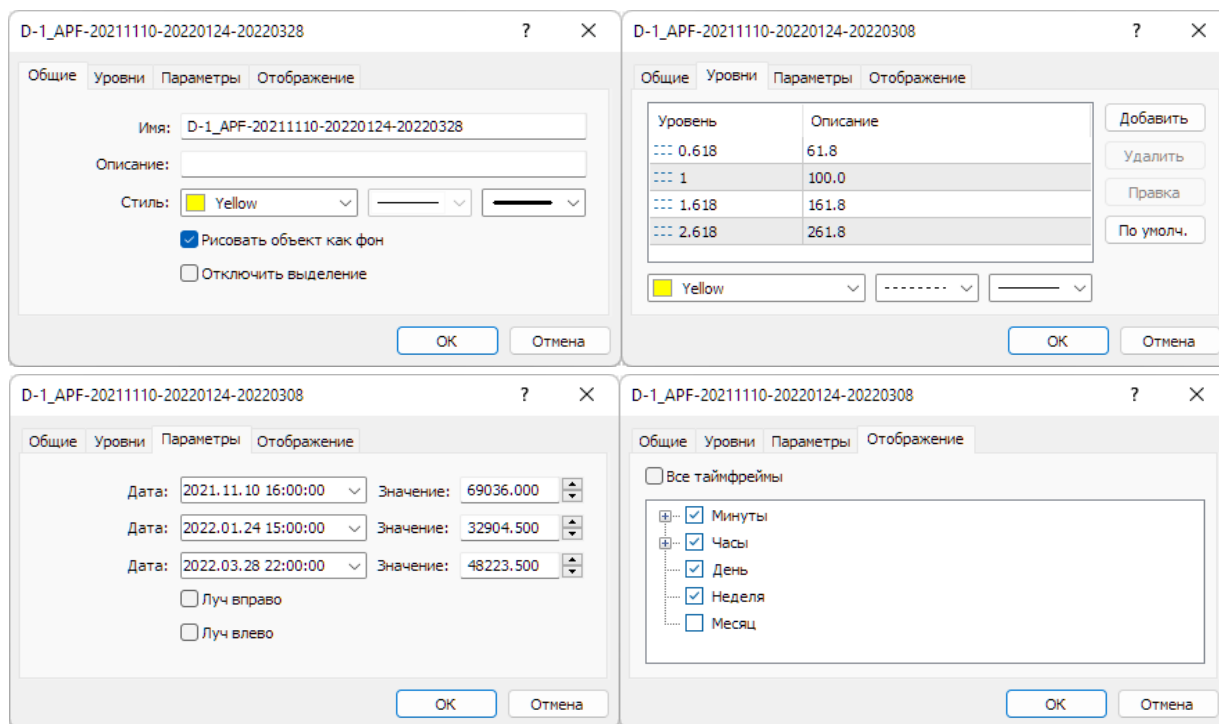 D-1_APF-20211110-20220124-20220328 ?
Общие Уровни Параметры Отображение
Имя: D-1_APF-20211110-20220124-20220328
Описание:
Стиль: Yellow
Рисовать объект как фон
Отключить выделение
OK Отмена
D-1_APF-20211110-20220124-20220308 ?
Общие Уровни Параметры Отображение
Уровень Описание Добавить
0.618 61.8 Удалить
1 100.0 Правка
1.618 161.8
2.618 261.8 По умолч.
Yellow
OK Отмена
D-1_APF-20211110-20220124-20220308 ?
Общие Уровни Параметры Отображение
Дата: 2021.11.10 16:00:00 Значение: 69036.000
Дата: 2022.01.24 15:00:00 Значение: 32904.500
Дата: 2022.03.28 22:00:00 Значение: 48223.500
Луч вправо
Луч влево
OK Отмена
D-1_APF-20211110-20220124-20220308 ?
Общие Уровни Параметры Отображение
Все таймфреймы
Минуты
Часы
День
Неделя
Месяц
OK Отмена